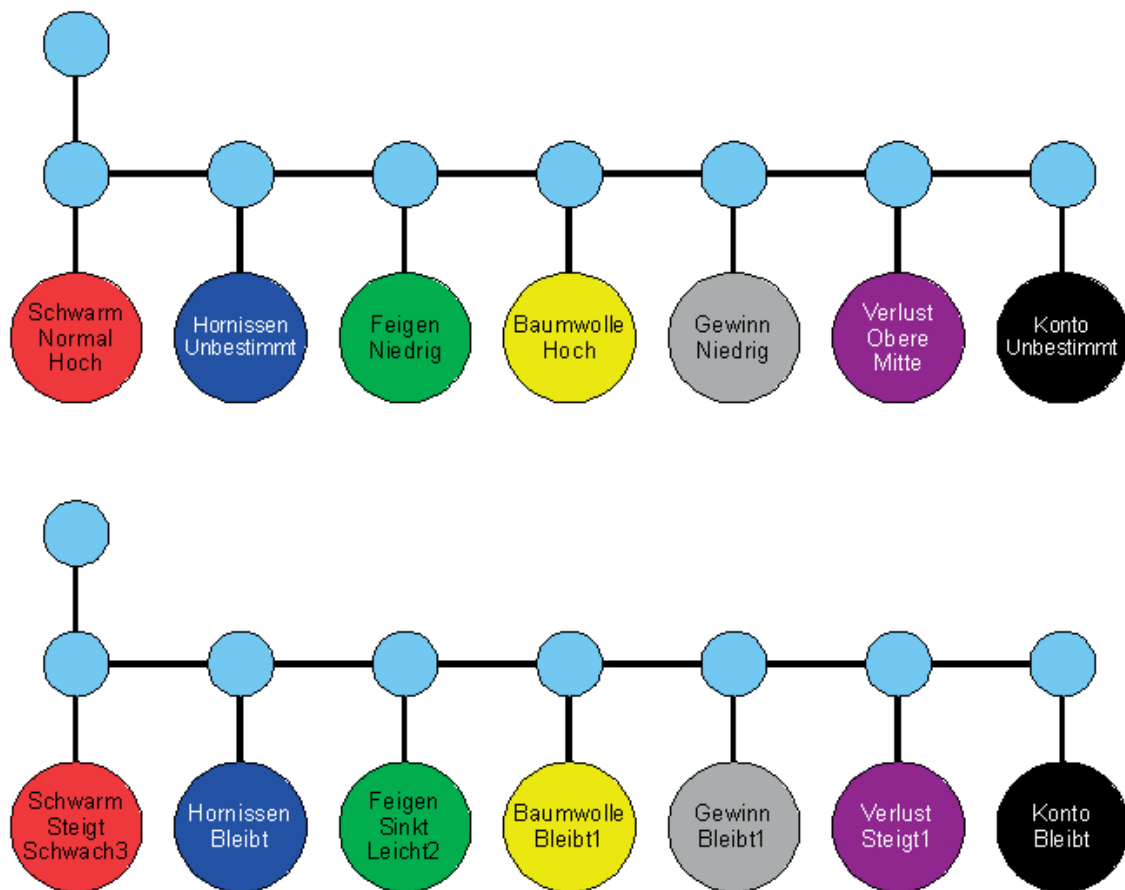 Schwarm
Normal
Hoch
Hornissen
Unbestimmt
Feigen
Niedrig
Baumwolle
Hoch
Gewinn
Niedrig
Verlust
Obere
Mitte
Konto
Unbestimmt
Schwarm
Steigt
Schwach3
Hornissen
Bleibt
Feigen
Sinkt
Leicht2
Baumwolle
Bleibt1
Gewinn
Bleibt1
Verlust
Steigt1
Konto
Bleibt